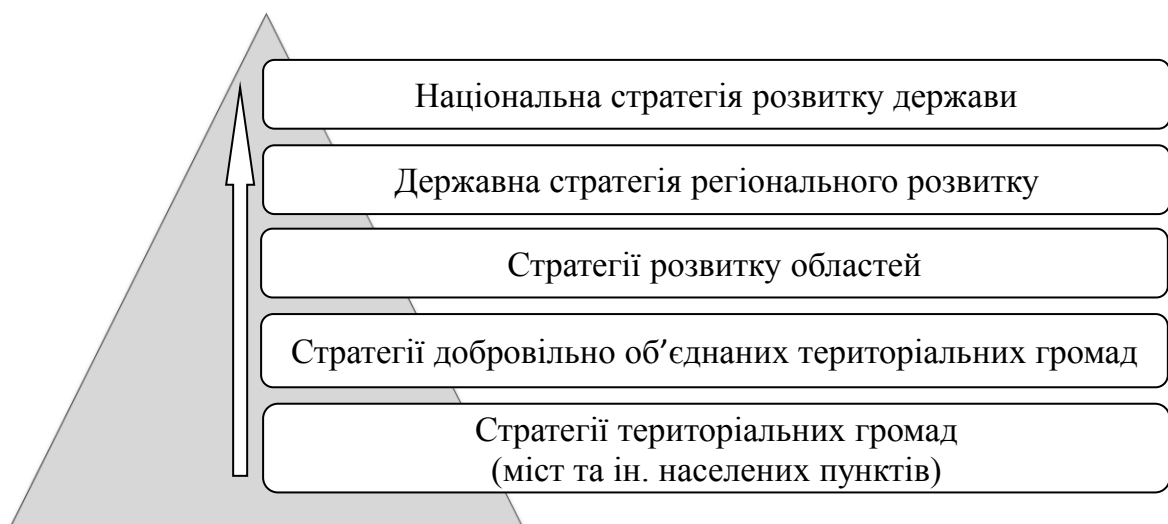 Національна стратегія розвитку держави
Державна стратегія регіонального розвитку
Стратегії розвитку областей
Стратегії добровільно об’єднаних територіальних громад
Стратегії територіальних громад
(міст та ін. населених пунктів)